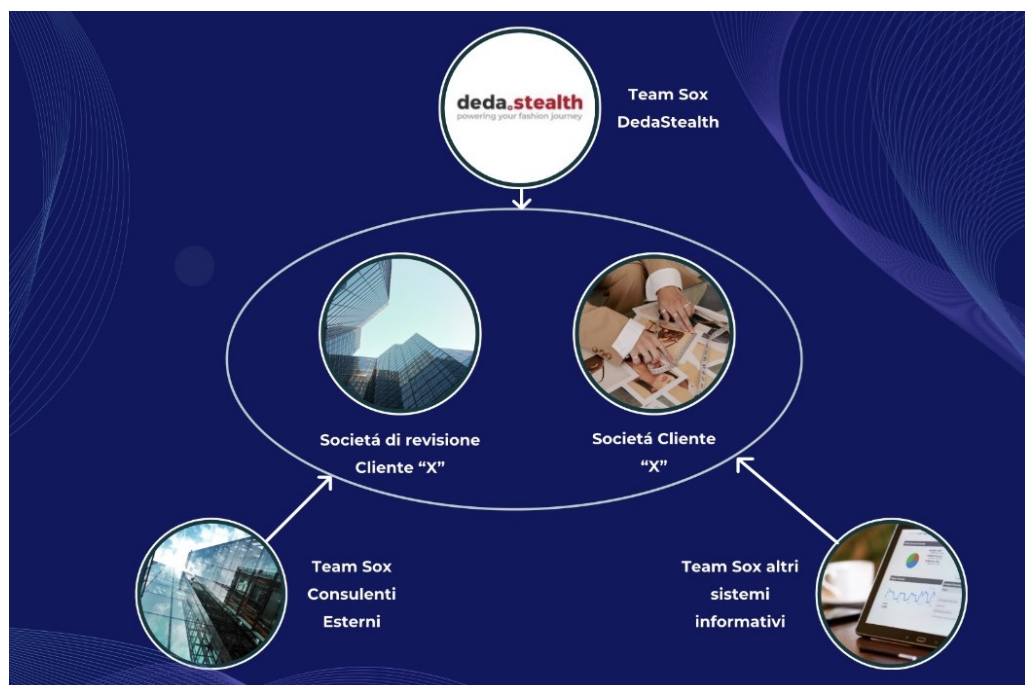 deda.stealth
powering your fashion journey
Team Sox
DedaStealth
Societá di revisione
Cliente “X”
Societá Cliente
“X”
Team Sox
Consulenti
Esterni
Team Sox altri
sistemi
informativi